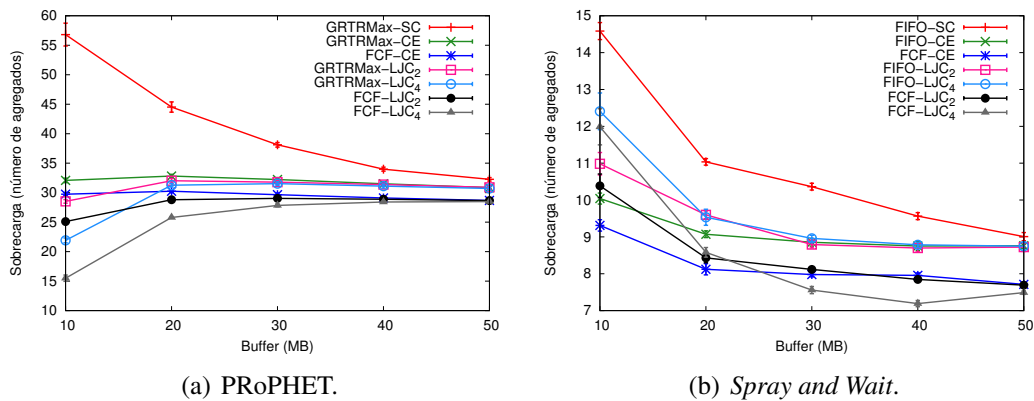 60
55
50
45
40
35
30
25
20
15
10
10
20
30
40
50
Sobrecarga (número de agregados)
Buffer (MB)
GRTRMax-SC
GRTRMax-CE
FCF-CE
GRTRMax-LJC₂
GRTRMax-LJC₄
FCF-LJC₂
FCF-LJC₄
(a) PRoPHET.
15
14
13
12
11
10
9
8
7
10
20
30
40
50
Sobrecarga (número de agregados)
Buffer (MB)
FIFO-SC
FIFO-CE
FCF-CE
FIFO-LJC₂
FIFO-LJC₄
FCF-LJC₂
FCF-LJC₄
(b) Spray and Wait.